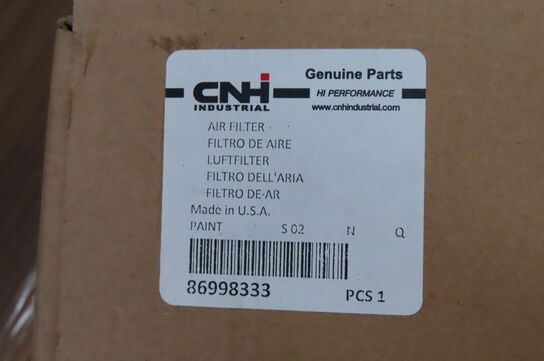 CNH
INDUSTRIAL
Genuine Parts
HI PERFORMANCE
www.cnhindustrial.com
AIR FILTER -
FILTRO DE AIRE
LUFTFILTER
FILTRO DELL'ARIA
FILTRO DE-AR
Made in U.S.A.
PAINT S 02 N Q
86998333 PCS 1